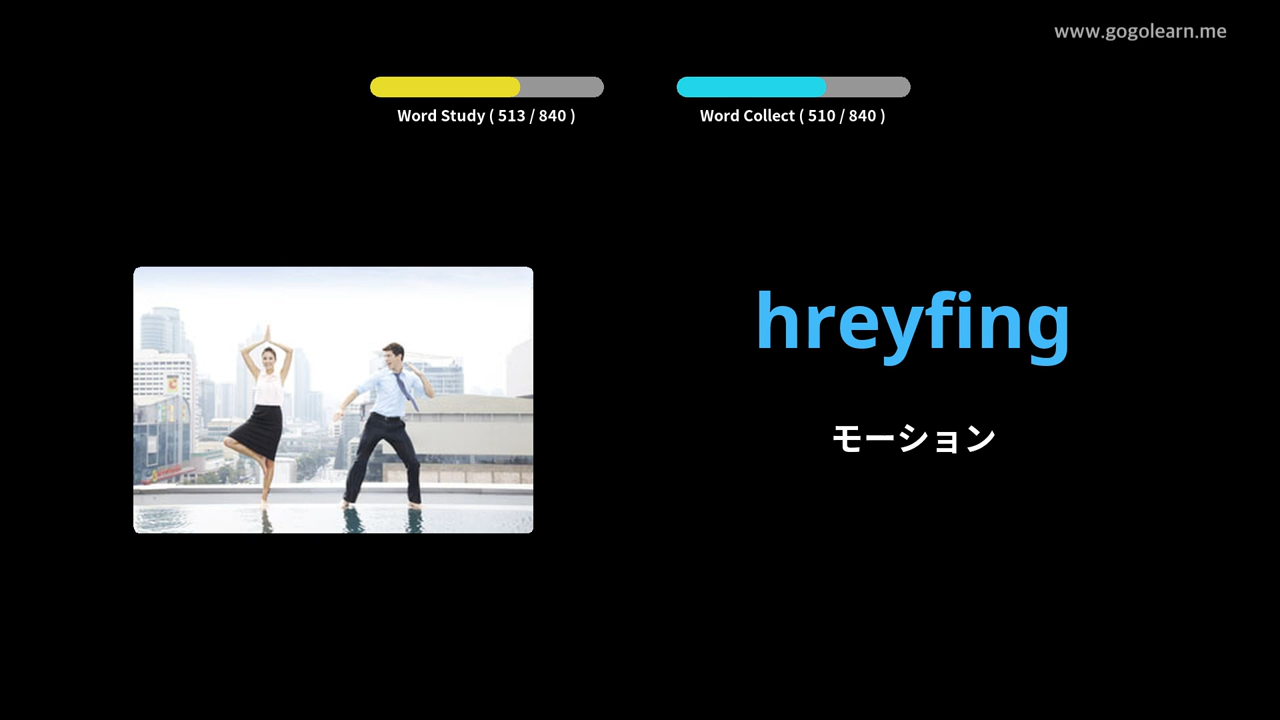 www.gogolearn.me
Word Study ( 513 / 840 )
Word Collect ( 510 / 840 )
hreyfing
モーション